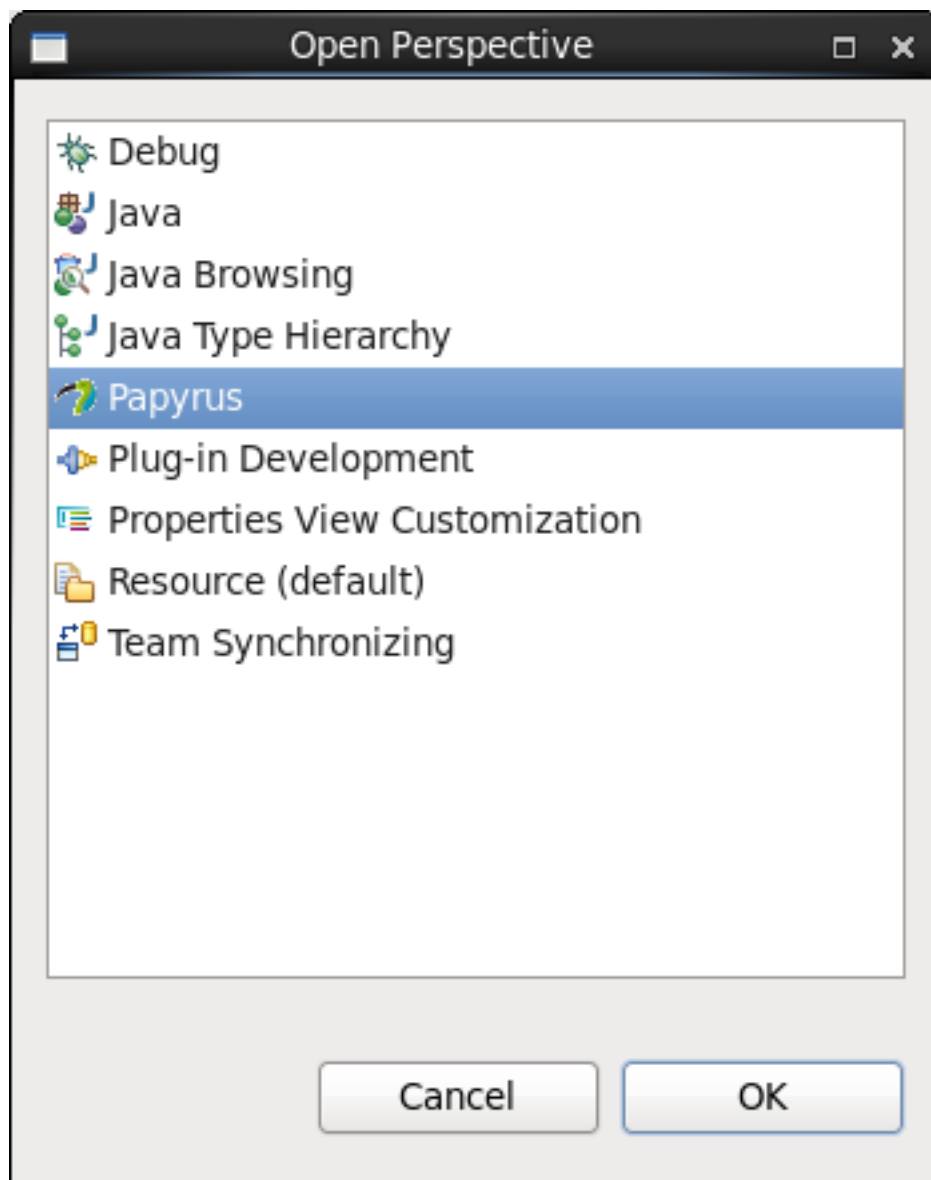 Open Perspective
Debug
Java
Java Browsing
Java Type Hierarchy
Papyrus
Plug-in Development
Properties View Customization
Resource (default)
Team Synchronizing
Cancel OK